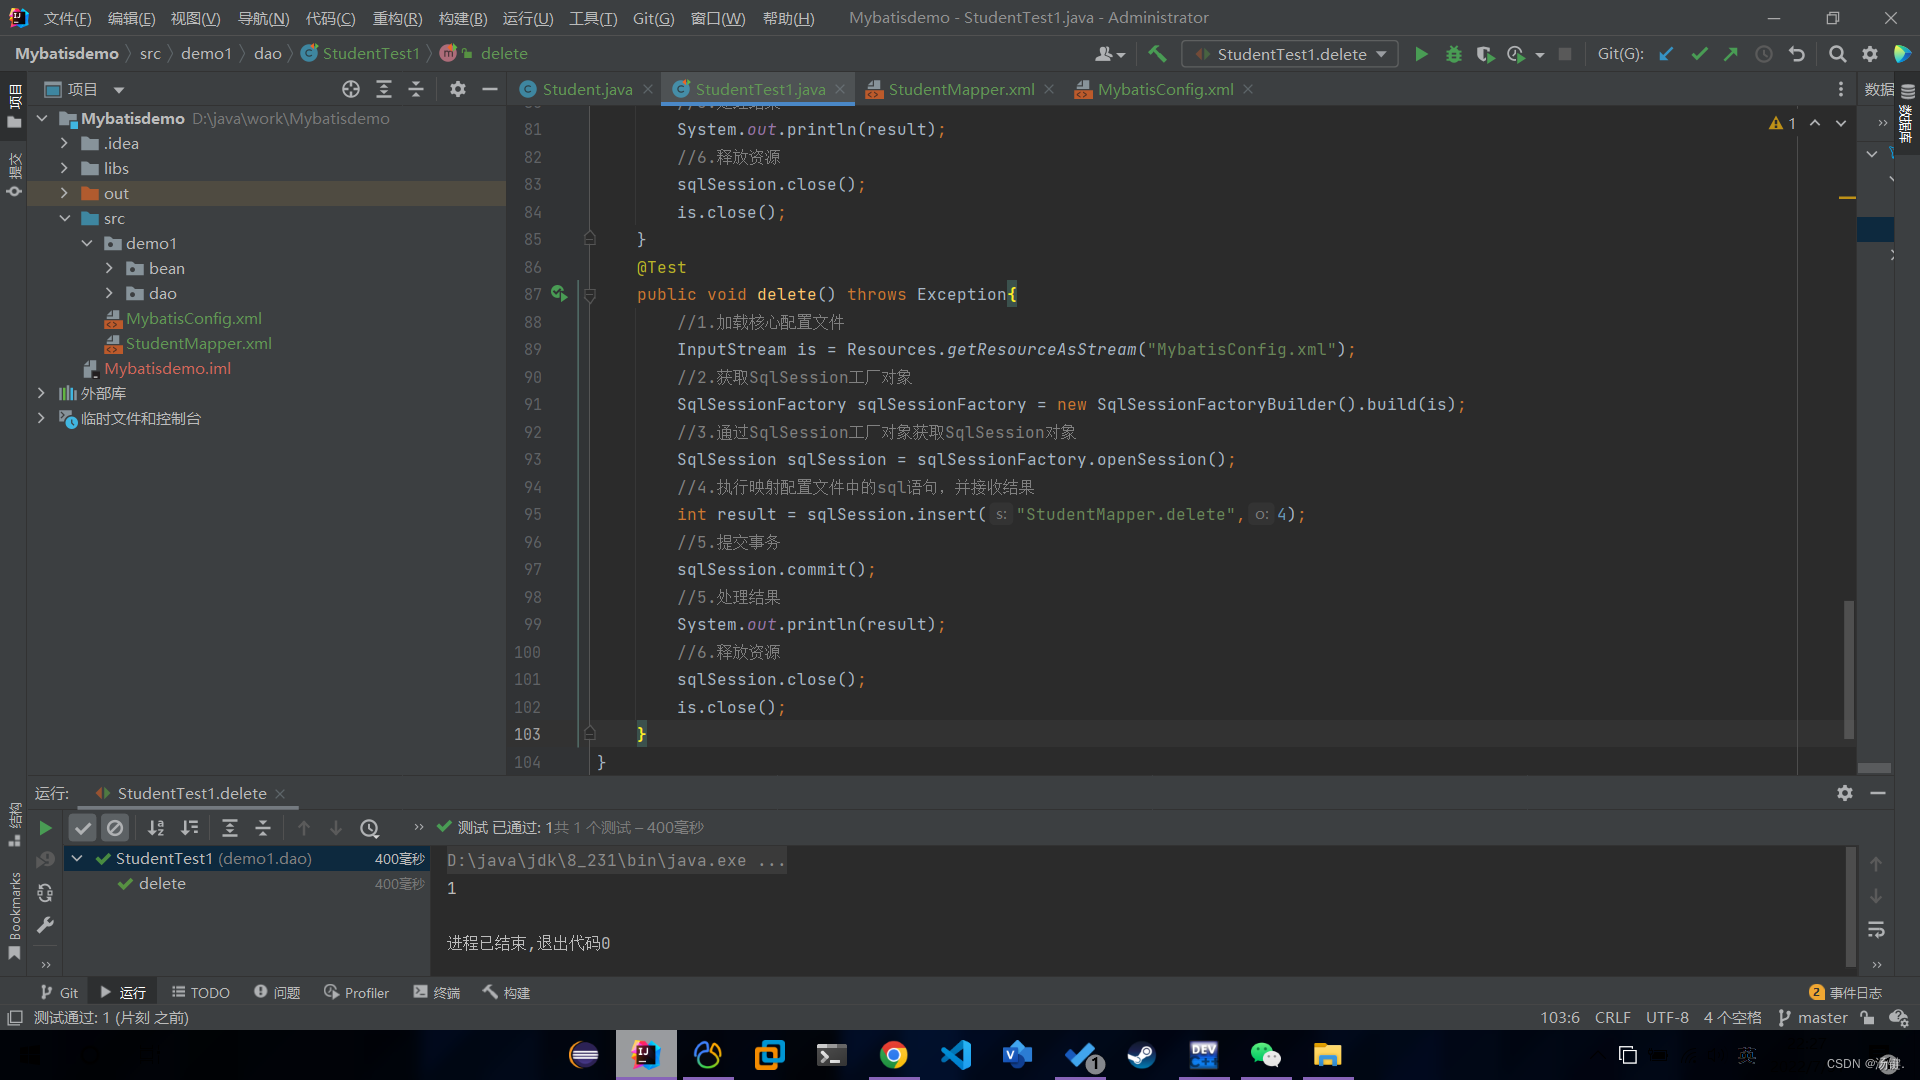 文件(F) 编辑(E) 视图(V) 导航(N) 代码(C) 重构(R) 构建(B) 运行(U) 工具(T) Git(G) 窗口(W) 帮助(H) Mybatisdemo - StudentTest1.java - Administrator
Mybatisdemo src demo1 dao StudentTest1 delete StudentTest1.delete Git(G):
项目 Student.java StudentTest1.java StudentMapper.xml MybatisConfig.xml 数据
Mybatisdemo D:\java\work\Mybatisdemo
.idea
libs
out
src
demo1
bean
dao
MybatisConfig.xml
StudentMapper.xml
Mybatisdemo.iml
外部库
临时文件和控制台
项目
提交
结构
Bookmarks
数据库
1
81 System.out.println(result);
82 //6.释放资源
83 sqlSession.close();
84 is.close();
85 }
86 @Test
87 public void delete() throws Exception{
88 //1.加载核心配置文件
89 InputStream is = Resources.getResourceAsStream("MybatisConfig.xml");
90 //2.获取SqlSession工厂对象
91 SqlSessionFactory sqlSessionFactory = new SqlSessionFactoryBuilder().build(is);
92 //3.通过SqlSession工厂对象获取SqlSession对象
93 SqlSession sqlSession = sqlSessionFactory.openSession();
94 //4.执行映射配置文件中的sql语句，并接收结果
95 int result = sqlSession.insert( s: "StudentMapper.delete", o: 4);
96 //5.提交事务
97 sqlSession.commit();
98 //5.处理结果
99 System.out.println(result);
100 //6.释放资源
101 sqlSession.close();
102 is.close();
103 }
104 }
运行: StudentTest1.delete
测试 已通过: 1共 1 个测试 – 400毫秒
StudentTest1 (demo1.dao) 400毫秒
delete 400毫秒
D:\java\jdk\8_231\bin\java.exe ...
1
进程已结束,退出代码0
Git 运行 TODO 问题 Profiler 终端 构建 2 事件日志
测试通过: 1 (片刻 之前) 103:6 CRLF UTF-8 4 个空格 master
DEV
1
英
CSDN @汤键.